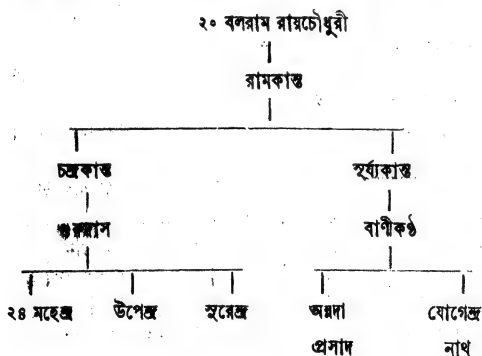 ২০ বলরাম রায়চৌধুরী
রামকান্ত
চন্দ্রকান্ত সূর্য্যকান্ত
গুরুদাস বাণীকণ্ঠ
২৪ মহেন্দ্র উপেন্দ্র সুরেন্দ্র অন্নদা যোগেন্দ্র
প্রসাদ নাথ